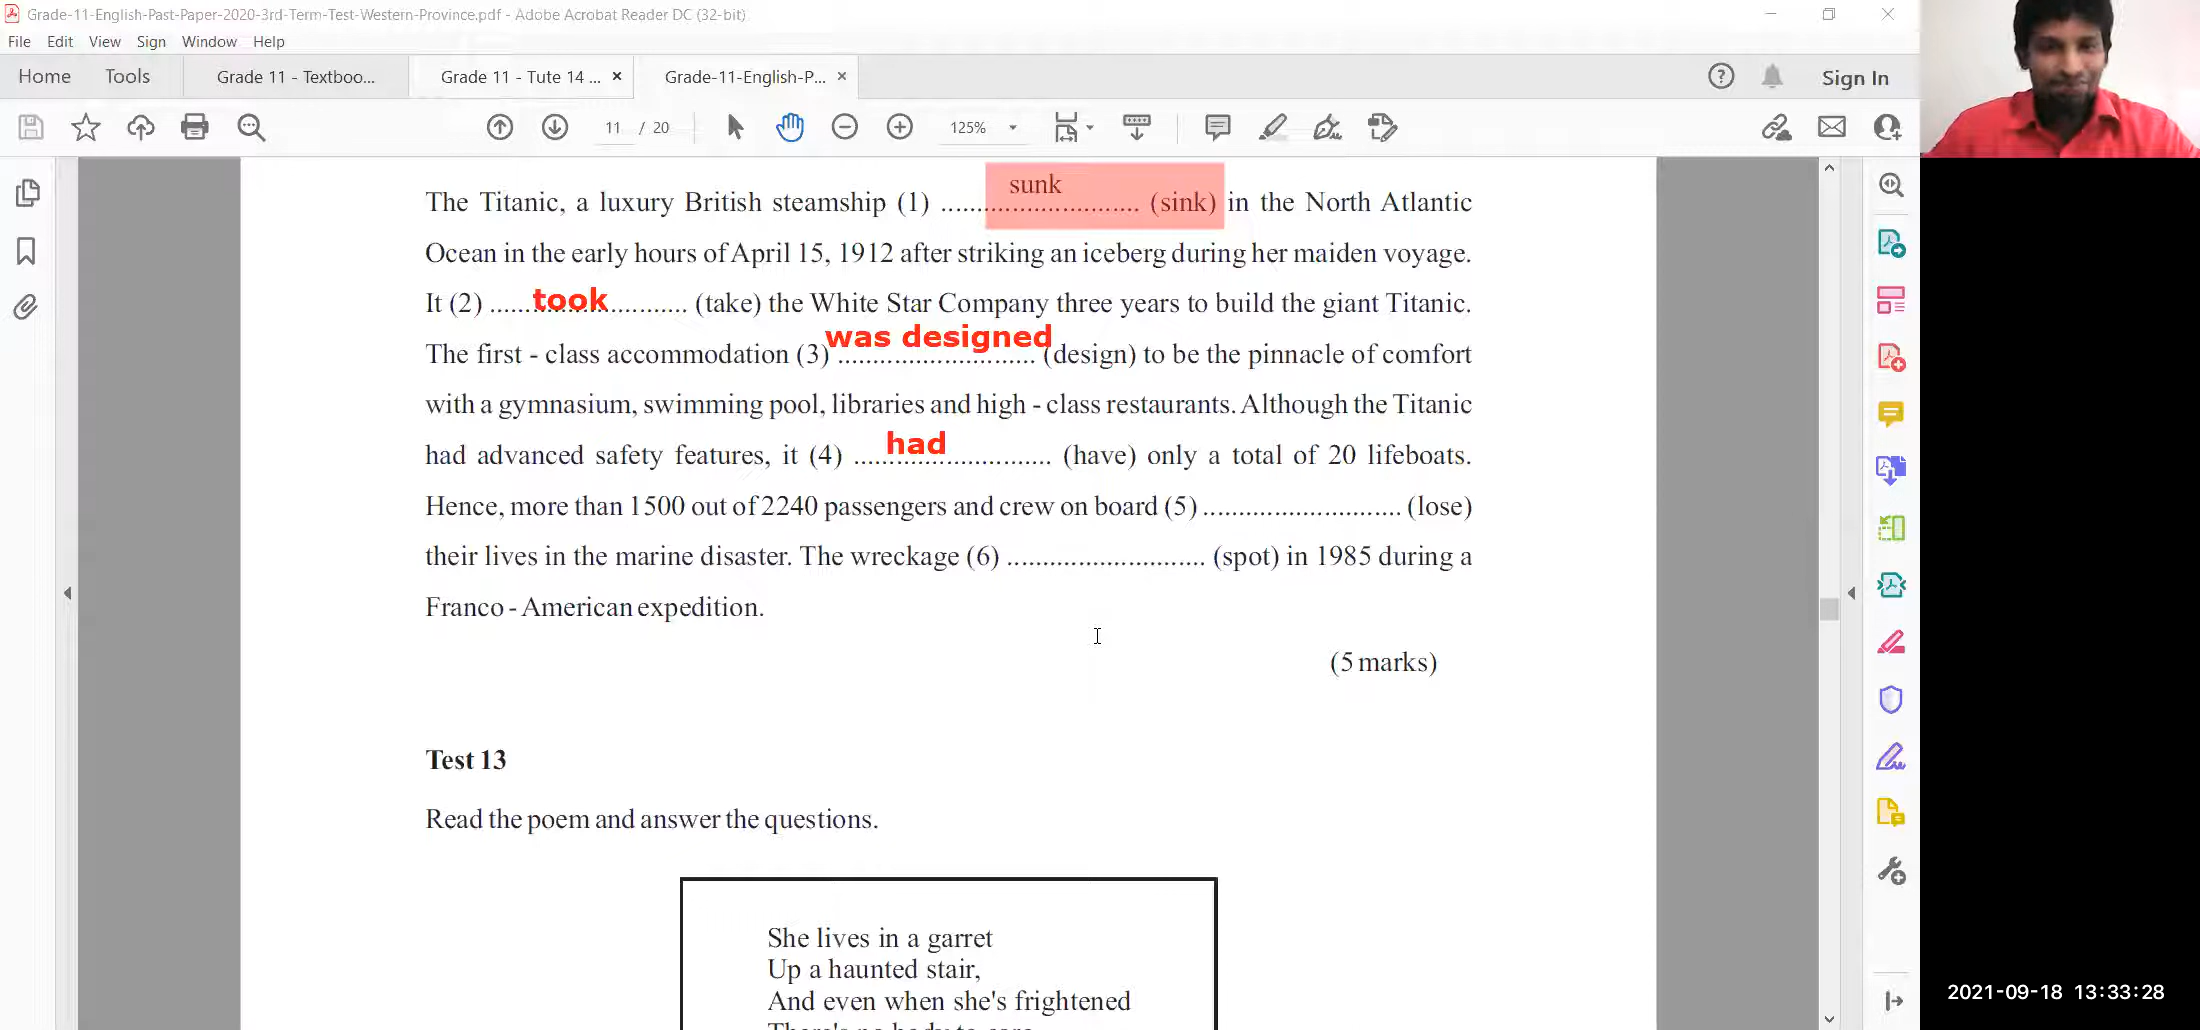 Grade-11-English-Past-Paper-2020-3rd-Term-Test-Western-Province.pdf - Adobe Acrobat Reader DC (32-bit)
File Edit View Sign Window Help
Home Tools Grade 11 - Textboo... Grade 11 - Tute 14 ... × Grade-11-English-P... × Sign In
11 / 20 125%
sunk
The Titanic, a luxury British steamship (1) ............................ (sink) in the North Atlantic
Ocean in the early hours of April 15, 1912 after striking an iceberg during her maiden voyage.
It (2) ......took............ (take) the White Star Company three years to build the giant Titanic.
was designed
The first - class accommodation (3) ............................ (design) to be the pinnacle of comfort
with a gymnasium, swimming pool, libraries and high - class restaurants. Although the Titanic
had
had advanced safety features, it (4) ............................ (have) only a total of 20 lifeboats.
Hence, more than 1500 out of 2240 passengers and crew on board (5) ............................ (lose)
their lives in the marine disaster. The wreckage (6) ............................ (spot) in 1985 during a
Franco - American expedition.
(5 marks)
Test 13
Read the poem and answer the questions.
She lives in a garret
Up a haunted stair,
And even when she's frightened
2021-09-18 13:33:28